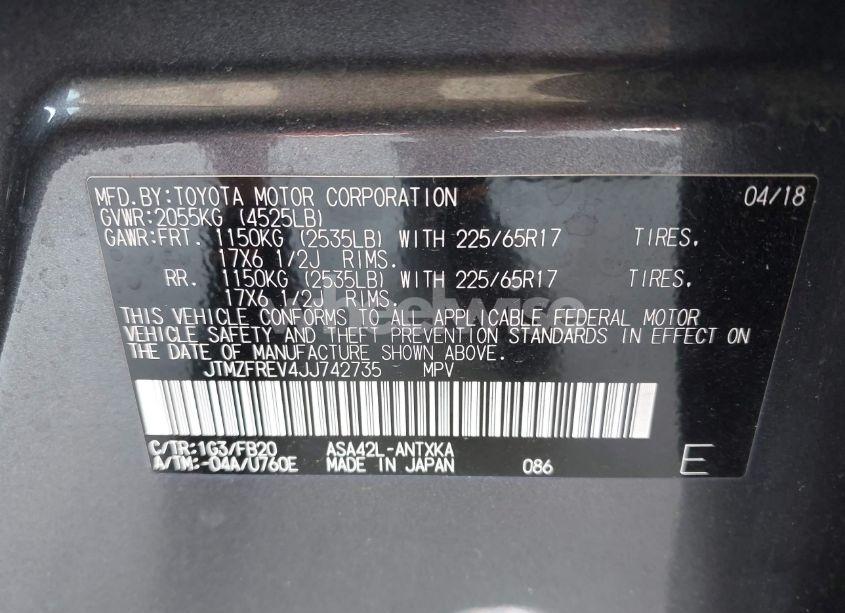 MFD.BY:TOYOTA MOTOR CORPORATION 04/18
GVWR:2055KG (4525LB)
GAWR:FRT. 1150KG (2535LB) WITH 225/65R17 TIRES,
17X6 1/2J RIMS.
RR. 1150KG (2535LB) WITH 225/65R17 TIRES,
17X6 1/2J RIMS.
THIS VEHICLE CONFORMS TO ALL APPLICABLE FEDERAL MOTOR
VEHICLE SAFETY AND THEFT PREVENTION STANDARDS IN EFFECT ON
THE DATE OF MANUFACTURE SHOWN ABOVE.
JTMZFREV4JJ742735 MPV
C/TR:1G3/FB20 ASA42L-ANTXKA
A/TM:-04A/U760E MADE IN JAPAN 086 E